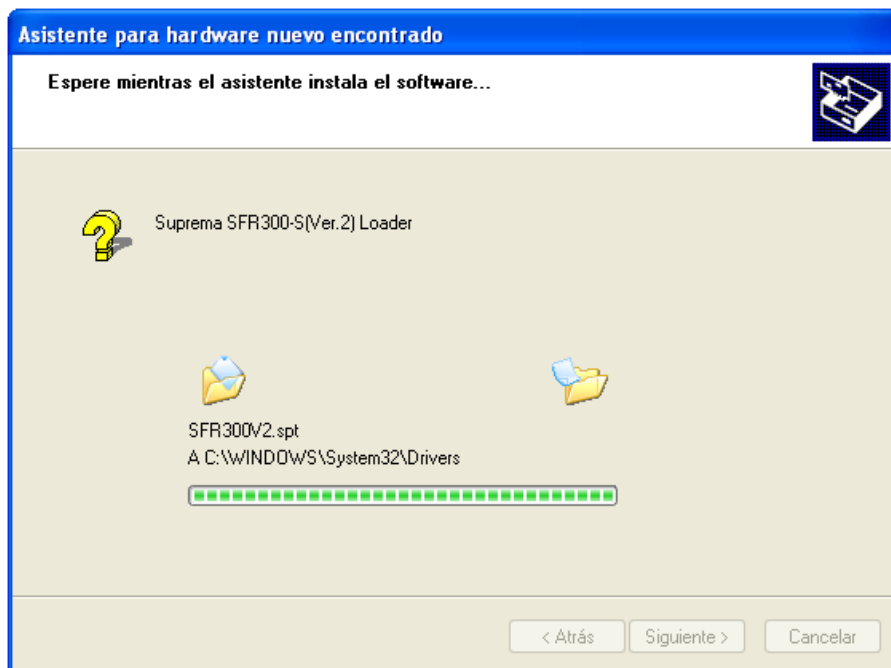 Asistente para hardware nuevo encontrado
Espere mientras el asistente instala el software...
Suprema SFR300-S(Ver.2) Loader
SFR300V2.spt
A C:\WINDOWS\System32\Drivers
< Atrás Siguiente > Cancelar